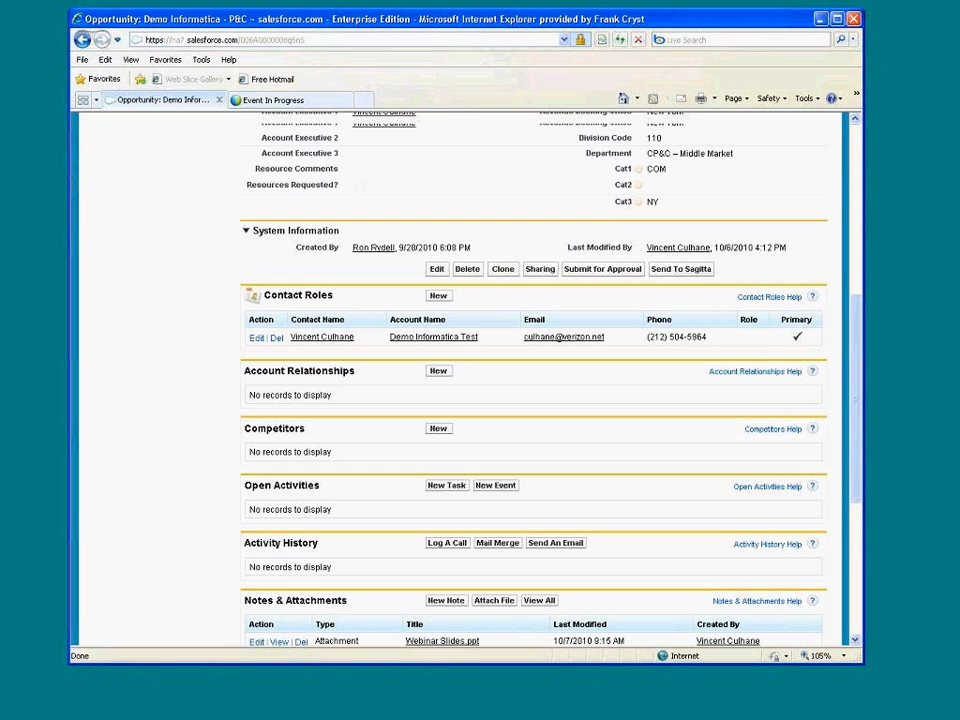 Opportunity: Demo Informatica - P&C ~ salesforce.com - Enterprise Edition - Microsoft Internet Explorer provided by Frank Cryst
https://na7.salesforce.com/
Live Search
File Edit View Favorites Tools Help
Favorites Web Slice Gallery Free Hotmail
Opportunity: Demo Infor... Event In Progress Page Safety Tools
Vincent Culhane
Account Executive 2 Division Code 110
Account Executive 3 Department CP&C – Middle Market
Resource Comments Cat1 COM
Resources Requested? Cat2
Cat3 NY
System Information
Created By Ron Rydell, 9/28/2010 6:08 PM Last Modified By Vincent Culhane, 10/6/2010 4:12 PM
Edit Delete Clone Sharing Submit for Approval Send To Sagitta
Contact Roles New Contact Roles Help ?
Action Contact Name Account Name Email Phone Role Primary
Edit | Del Vincent Culhane Demo Informatica Test culhane@verizon.net (212) 504-5964
Account Relationships New Account Relationships Help ?
No records to display
Competitors New Competitors Help ?
No records to display
Open Activities New Task New Event Open Activities Help ?
No records to display
Activity History Log A Call Mail Merge Send An Email Activity History Help ?
No records to display
Notes & Attachments New Note Attach File View All Notes & Attachments Help ?
Action Type Title Last Modified Created By
Edit | View | Del Attachment Webinar Slides.ppt 10/7/2010 9:15 AM Vincent Culhane
Done Internet 105%